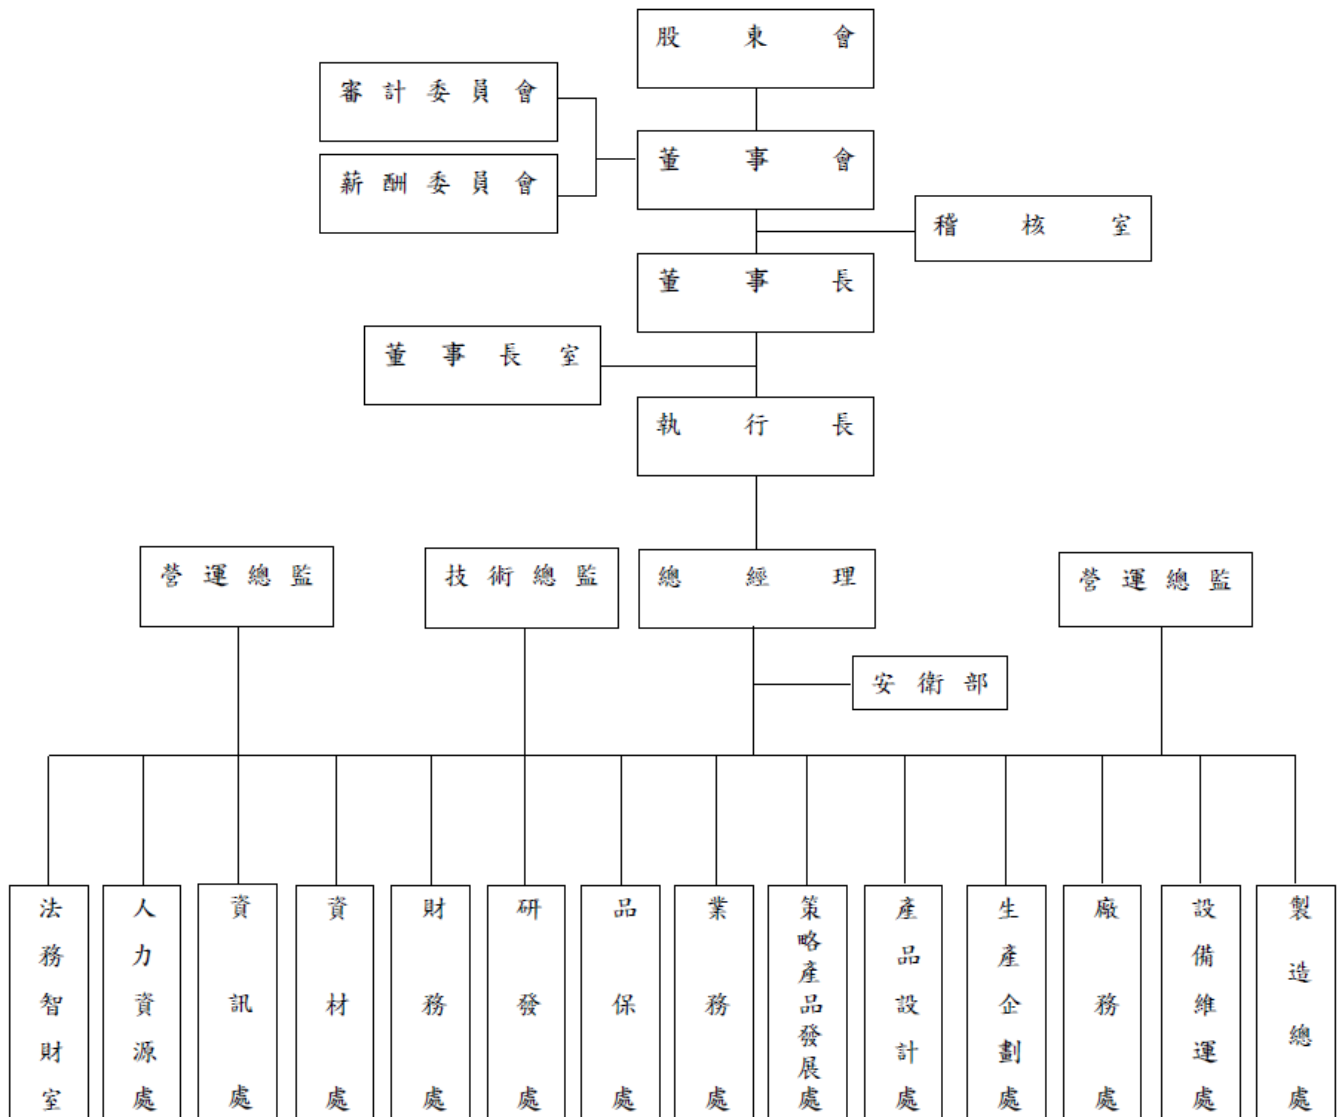 股東會
審計委員會
董事會
薪酬委員會
稽核室
董事長
董事長室
執行長
營運總監
技術總監
總經理
營運總監
安衛部
法務智財室
人力資源處
資訊處
資材處
財務處
研發處
品保處
業務處
策略產品發展處
產品設計處
生產企劃處
廠務處
設備維運處
製造總處